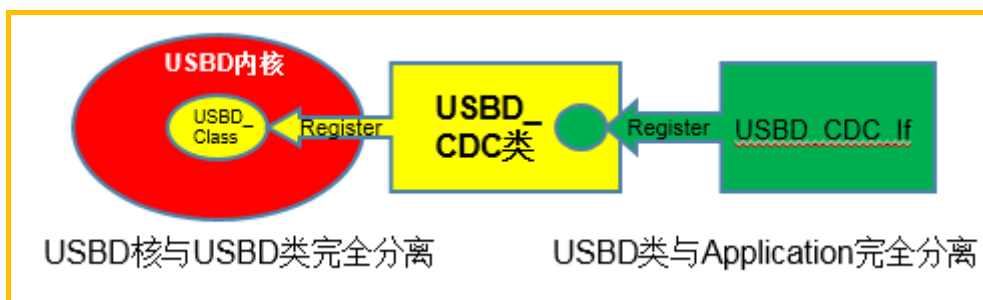 USBD内核
USBD_
Class
Register
USBD_
CDC类
Register
USBD_CDC_If
USBD核与USBD类完全分离
USBD类与Application完全分离